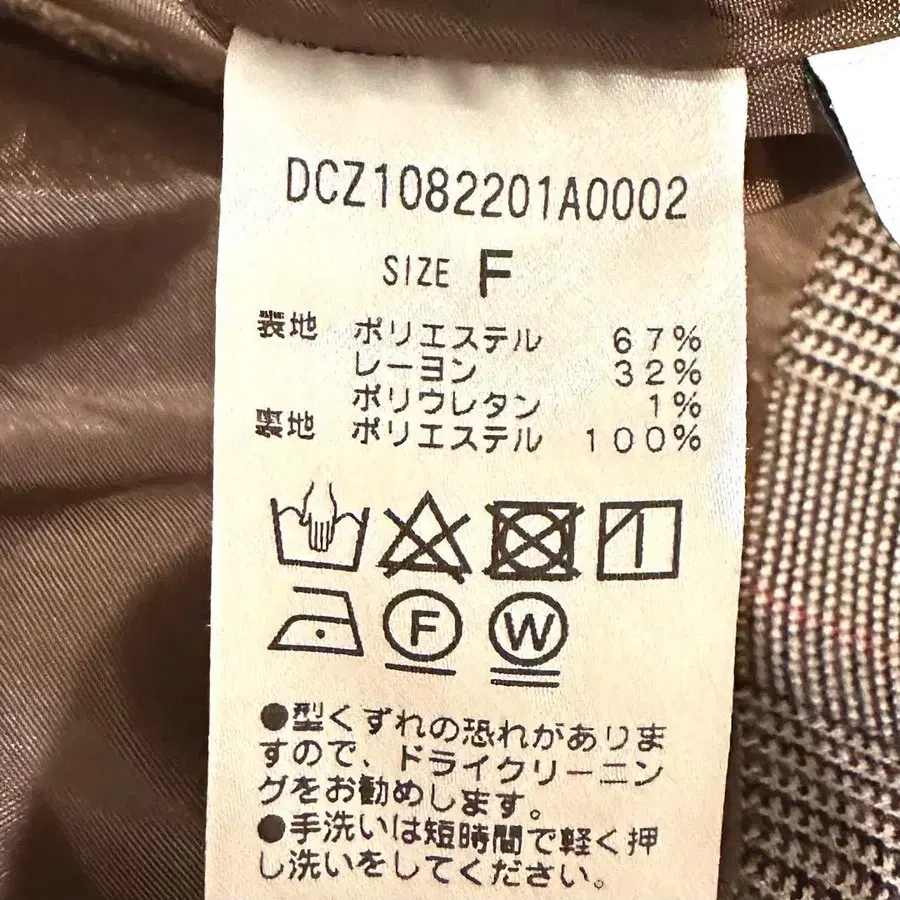 DCZ1082201A0002
SIZE F
表地 ポリエステル 67%
レーヨン 32%
ポリウレタン 1%
裏地 ポリエステル 100%
F W
●型くずれの恐れがありま
すので、ドライクリーニン
グをお勧めします。
●手洗いは短時間で軽く押
し洗いをしてください。